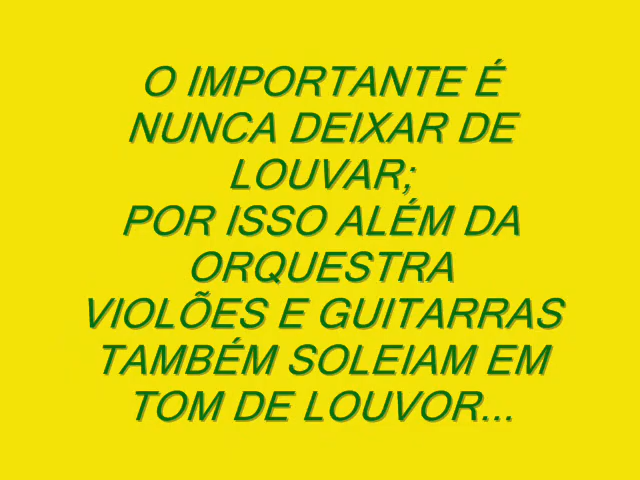 O IMPORTANTE É
NUNCA DEIXAR DE
LOUVAR;
POR ISSO ALÉM DA
ORQUESTRA
VIOLÕES E GUITARRAS
TAMBÉM SOLEIAM EM
TOM DE LOUVOR...